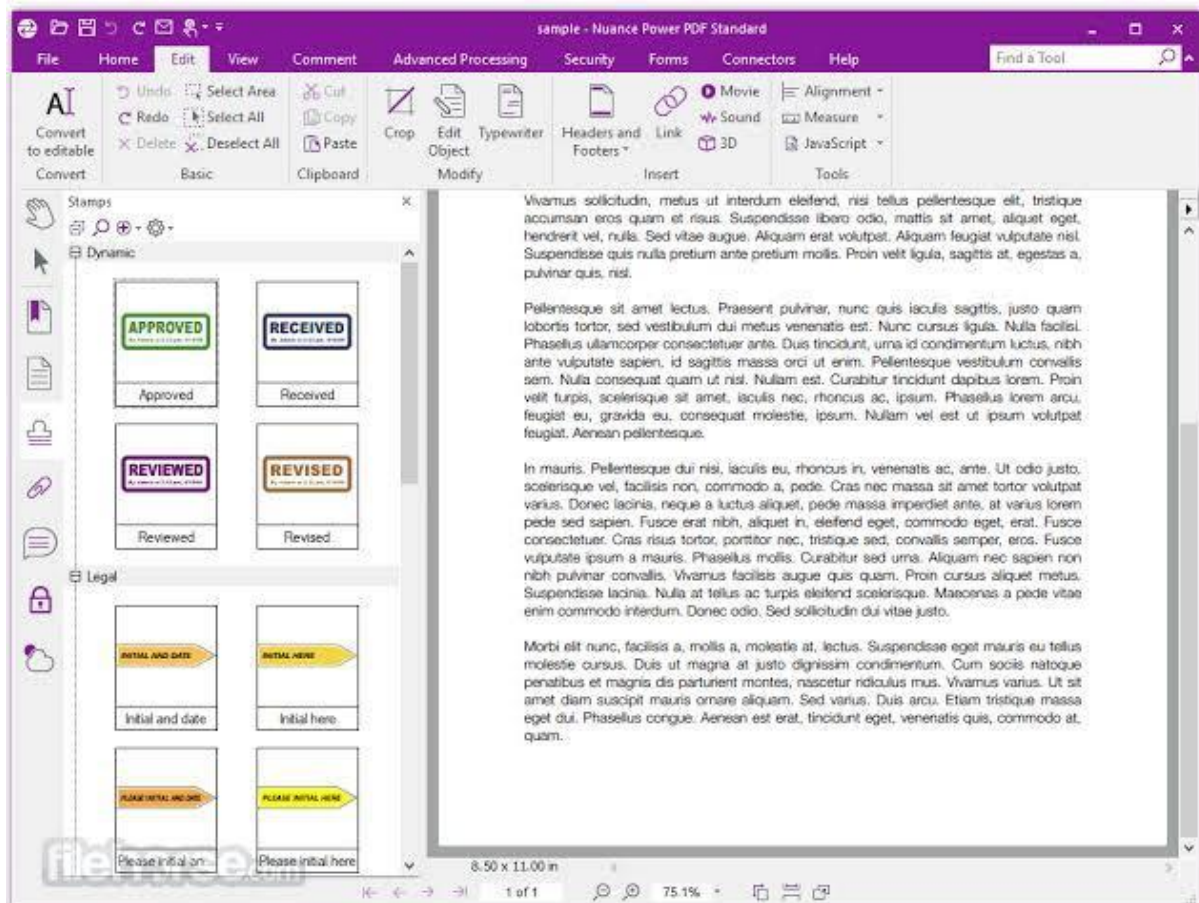 sample - Nuance Power PDF Standard
File Home Edit View Comment Advanced Processing Security Forms Connectors Help Find a Tool
Convert to editable
Undo Select Area
Redo Select All
Delete Deselect All
Cut
Copy
Paste
Crop
Edit Object
Typewriter
Headers and Footers
Link
Movie
Sound
3D
Alignment
Measure
JavaScript
Convert Basic Clipboard Modify Insert Tools
Stamps
Dynamic
APPROVED
RECEIVED
Approved
Received
REVIEWED
REVISED
Reviewed
Revised
Legal
INITIAL AND DATE
INITIAL HERE
Initial and date
Initial here
PLEASE INITIAL AND DATE
PLEASE INITIAL HERE
Please initial an
Please initial here
Vivamus sollicitudin, metus ut interdum eleifend, nisi tellus pellentesque elit, tristique
accumsan eros quam et risus. Suspendisse libero odio, mattis sit amet, aliquet eget,
hendrerit vel, nulla. Sed vitae augue. Aliquam erat volutpat. Aliquam feugiat vulputate nisl.
Suspendisse quis nulla pretium ante pretium mollis. Proin velit ligula, sagittis at, egestas a,
pulvinar quis, nisl.
Pellentesque sit amet lectus. Praesent pulvinar, nunc quis iaculis sagittis, justo quam
lobortis tortor, sed vestibulum dui metus venenatis est. Nunc cursus ligula. Nulla facilisi.
Phasellus ullamcorper consectetuer ante. Duis tincidunt, urna id condimentum luctus, nibh
ante vulputate sapien, id sagittis massa orci ut enim. Pellentesque vestibulum convallis
sem. Nulla consequat quam ut nisl. Nullam est. Curabitur tincidunt dapibus lorem. Proin
velit turpis, scelerisque sit amet, iaculis nec, rhoncus ac, ipsum. Phasellus lorem arcu,
feugiat eu, gravida eu, consequat molestie, ipsum. Nullam vel est ut ipsum volutpat
feugiat. Aenean pellentesque.
In mauris. Pellentesque dui nisi, iaculis eu, rhoncus in, venenatis ac, ante. Ut odio justo,
scelerisque vel, facilisis non, commodo a, pede. Cras nec massa sit amet tortor volutpat
varius. Donec lacinia, neque a luctus aliquet, pede massa imperdiet ante, at varius lorem
pede sed sapien. Fusce erat nibh, aliquet in, eleifend eget, commodo eget, erat. Fusce
consectetuer. Cras risus tortor, porttitor nec, tristique sed, convallis semper, eros. Fusce
vulputate ipsum a mauris. Phasellus mollis. Curabitur sed urna. Aliquam nec sapien non
nibh pulvinar convallis. Vivamus facilisis augue quis quam. Proin cursus aliquet metus.
Suspendisse lacinia. Nulla at tellus ac turpis eleifend scelerisque. Maecenas a pede vitae
enim commodo interdum. Donec odio. Sed sollicitudin dui vitae justo.
Morbi elit nunc, facilisis a, mollis a, molestie at, lectus. Suspendisse eget mauris eu tellus
molestie cursus. Duis ut magna at justo dignissim condimentum. Cum sociis natoque
penatibus et magnis dis parturient montes, nascetur ridiculus mus. Vivamus varius. Ut sit
amet diam suscipit mauris ornare aliquam. Sed varius. Duis arcu. Etiam tristique massa
eget dui. Phasellus congue. Aenean est erat, tincidunt eget, venenatis quis, commodo at,
quam.
8.50 x 11.00 in
1 of 1
75.1%
filehorse.com